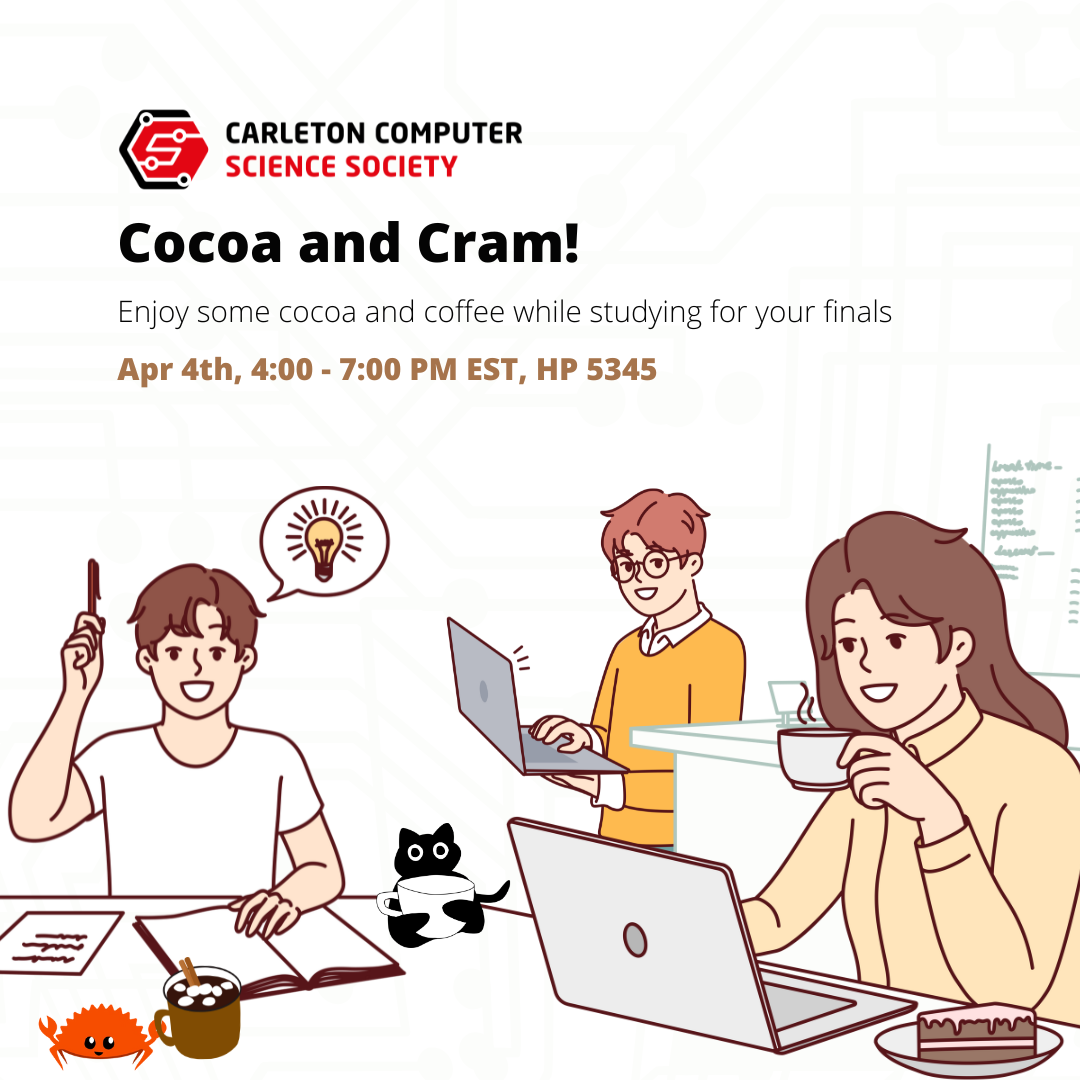 CARLETON COMPUTER
SCIENCE SOCIETY
Cocoa and Cram!
Enjoy some cocoa and coffee while studying for your finals
Apr 4th, 4:00 - 7:00 PM EST, HP 5345